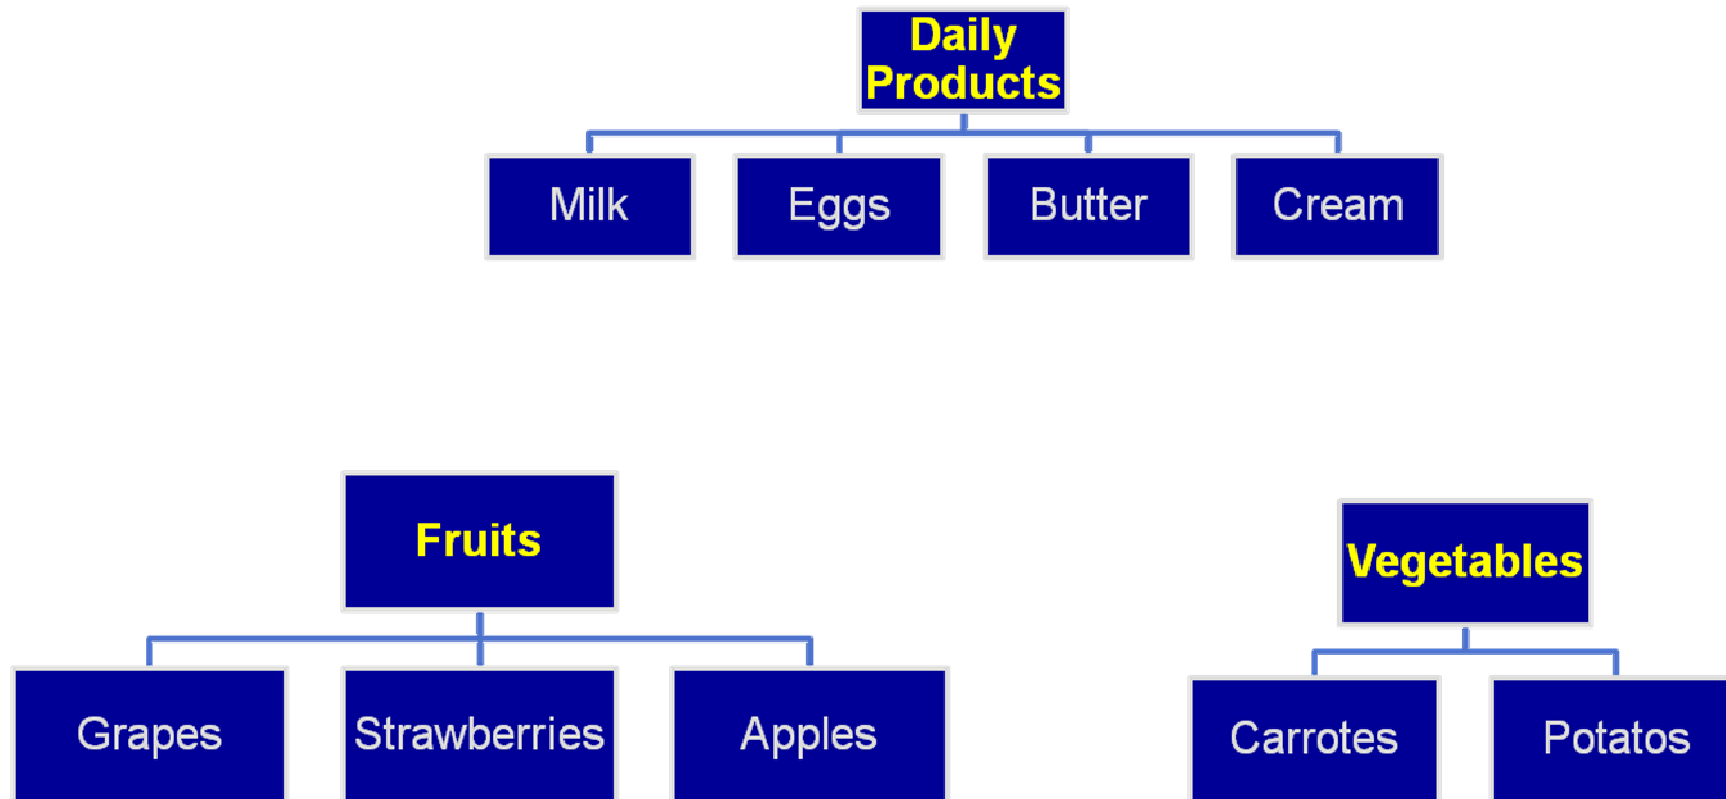 Daily
Products
Milk
Eggs
Butter
Cream
Fruits
Grapes
Strawberries
Apples
Vegetables
Carrotes
Potatos